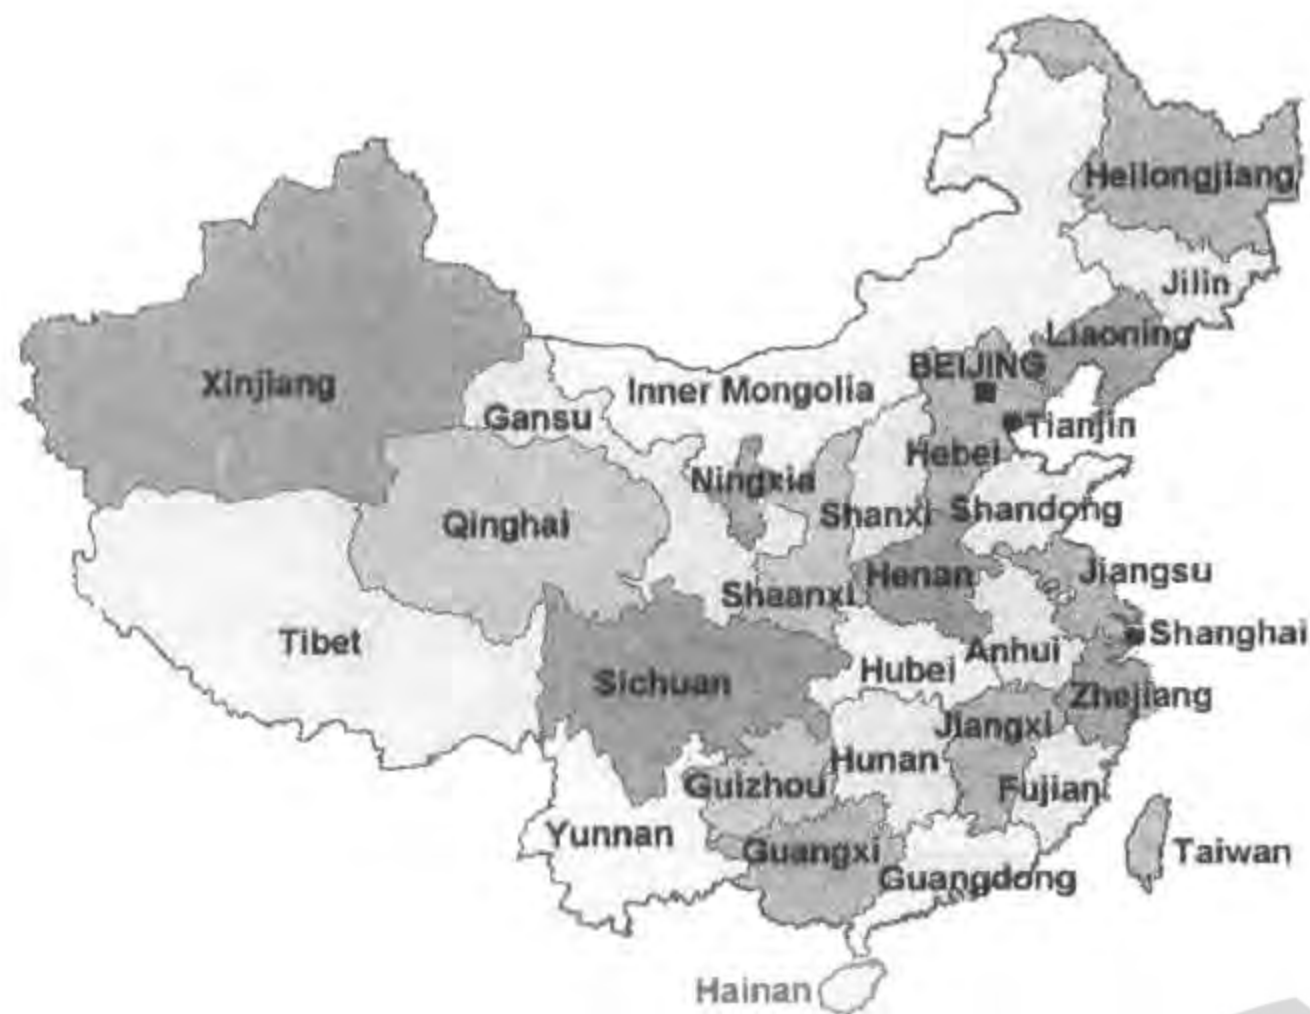 Heilongjiang
Jilin
Liaoning
BEIJING
Xinjiang
Inner Mongolia
Gansu
Tianjin
Hebei
Ningxia
Shanxi
Shandong
Qinghai
Henan
Jiangsu
Shaanxi
Shanghai
Tibet
Anhui
Hubei
Sichuan
Zhejiang
Jiangxi
Hunan
Guizhou
Fujian
Yunnan
Guangxi
Taiwan
Guangdong
Hainan